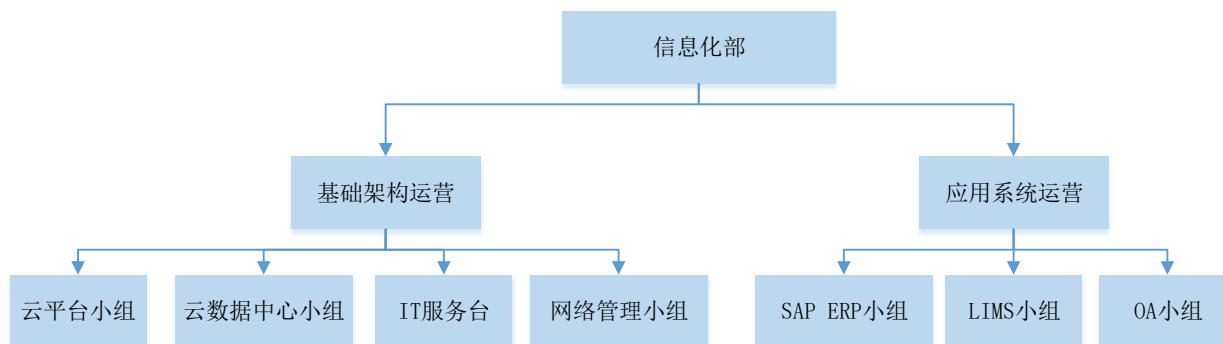 信息化部
基础架构运营
应用系统运营
云平台小组
云数据中心小组
IT服务台
网络管理小组
SAP ERP小组
LIMS小组
OA小组